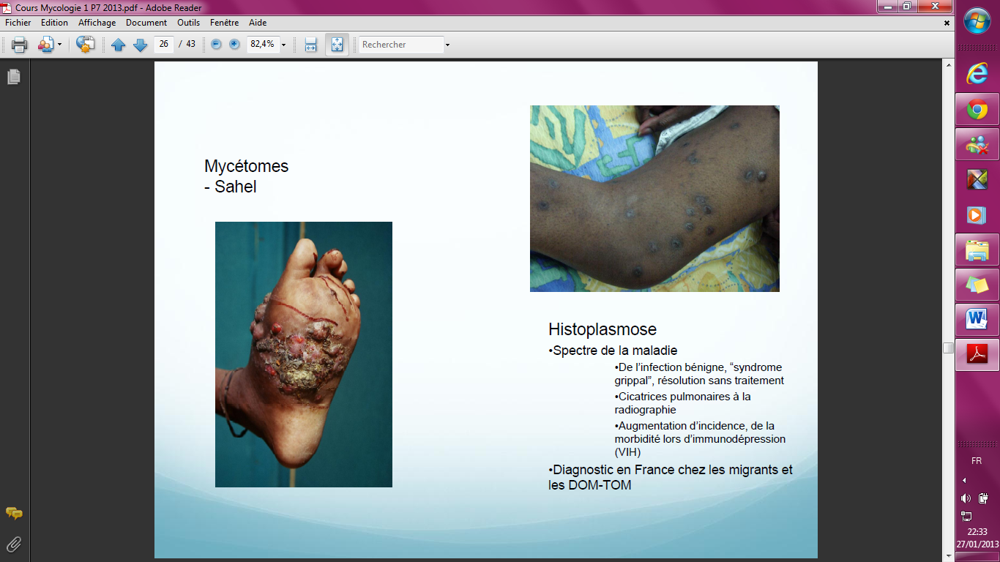 Cours Mycologie 1 P7 2013.pdf - Adobe Reader
Fichier Edition Affichage Document Outils Fenêtre Aide
26 / 43 82,4% Rechercher
Mycétomes
- Sahel
Histoplasmose
•Spectre de la maladie
•De l’infection bénigne, “syndrome
grippal”, résolution sans traitement
•Cicatrices pulmonaires à la
radiographie
•Augmentation d’incidence, de la
morbidité lors d’immunodépression
(VIH)
•Diagnostic en France chez les migrants et
les DOM-TOM
FR
22:33
27/01/2013